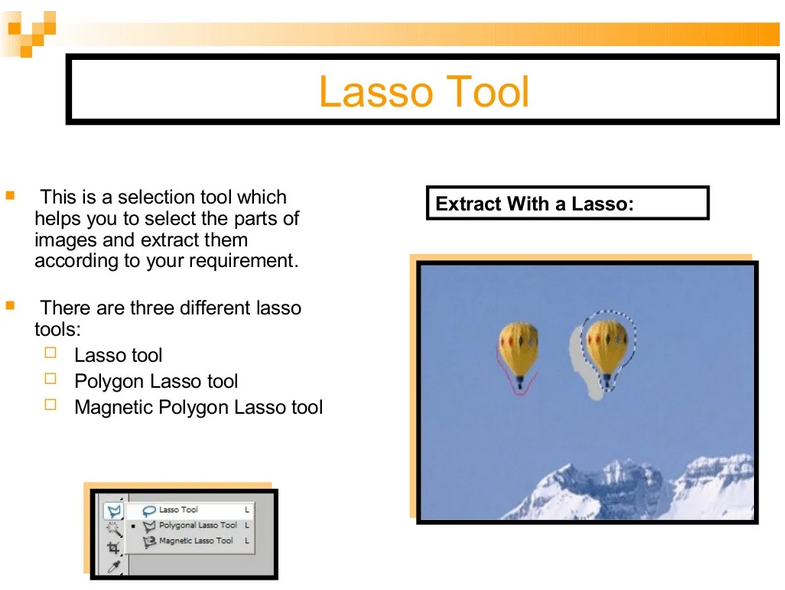 Lasso Tool
This is a selection tool which
helps you to select the parts of
images and extract them
according to your requirement.
There are three different lasso
tools:
Lasso tool
Polygon Lasso tool
Magnetic Polygon Lasso tool
Extract With a Lasso:
Lasso Tool L
Polygonal Lasso Tool L
Magnetic Lasso Tool L